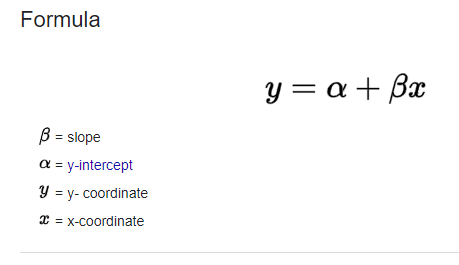 Formula
y = α + βx
β = slope
α = y-intercept
y = y- coordinate
x = x-coordinate